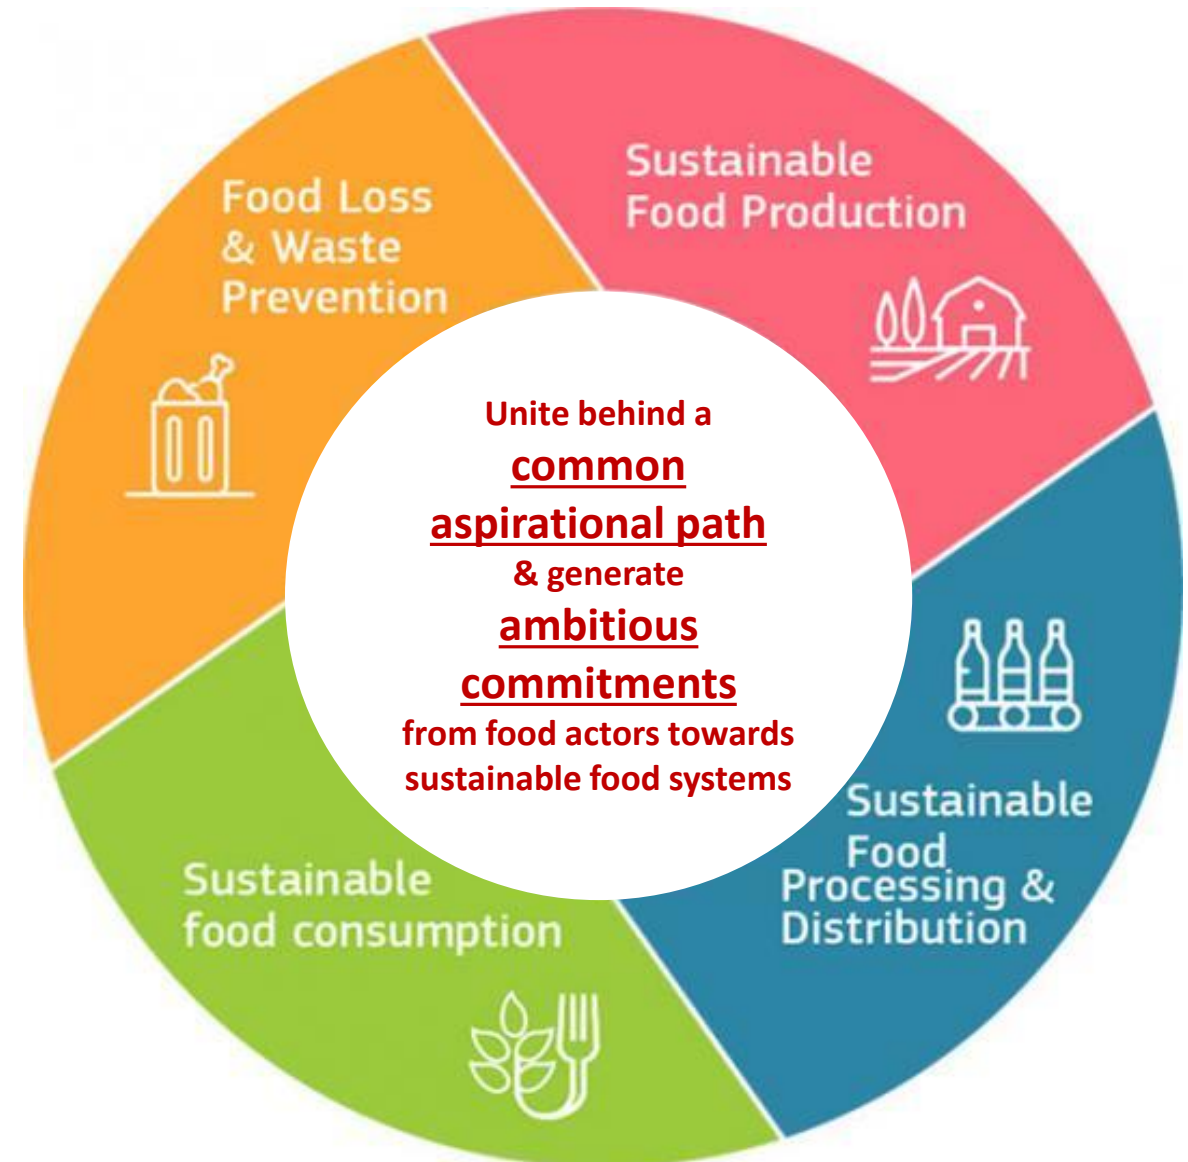 Food Loss
& Waste
Prevention
Sustainable
Food Production
Unite behind a
common
aspirational path
& generate
ambitious
commitments
from food actors towards
sustainable food systems
Sustainable
Food
Processing &
Distribution
Sustainable
food consumption